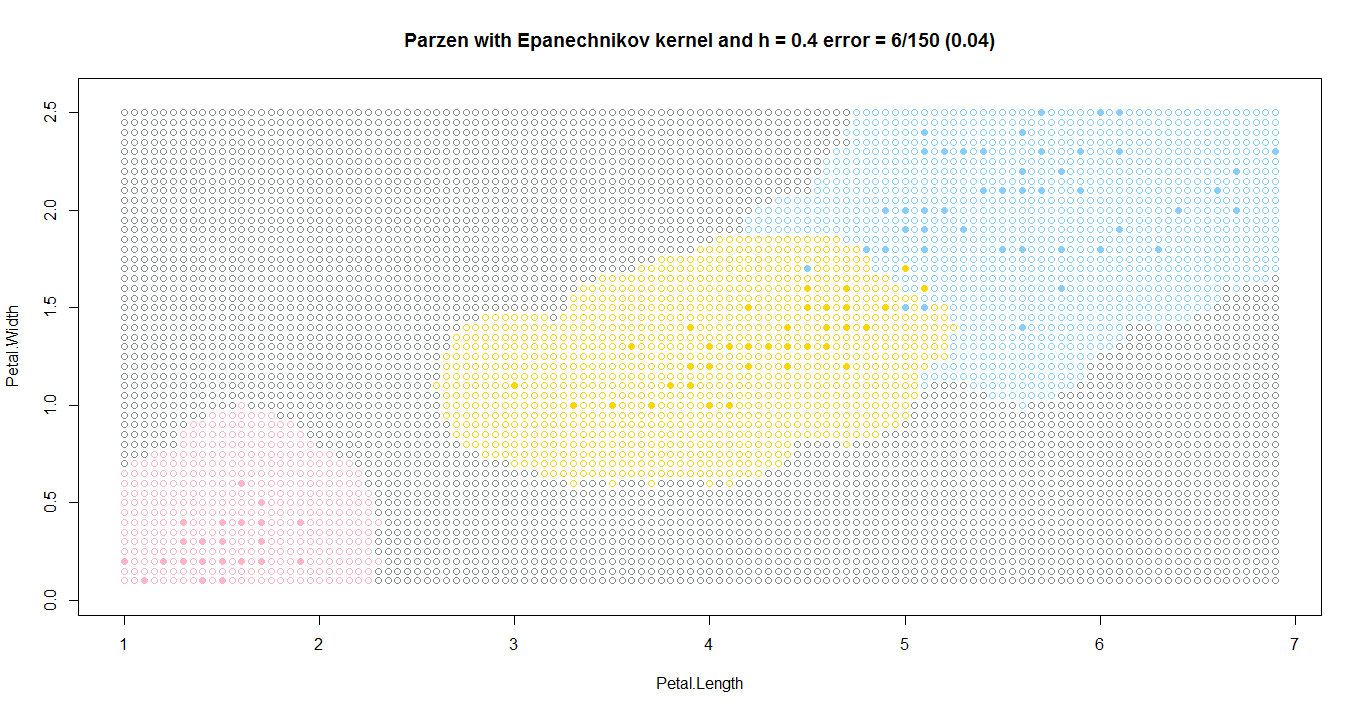 Parzen with Epanechnikov kernel and h = 0.4 error = 6/150 (0.04)
Petal.Width
2.5
2.0
1.5
1.0
0.5
0.0
1 2 3 4 5 6 7
Petal.Length